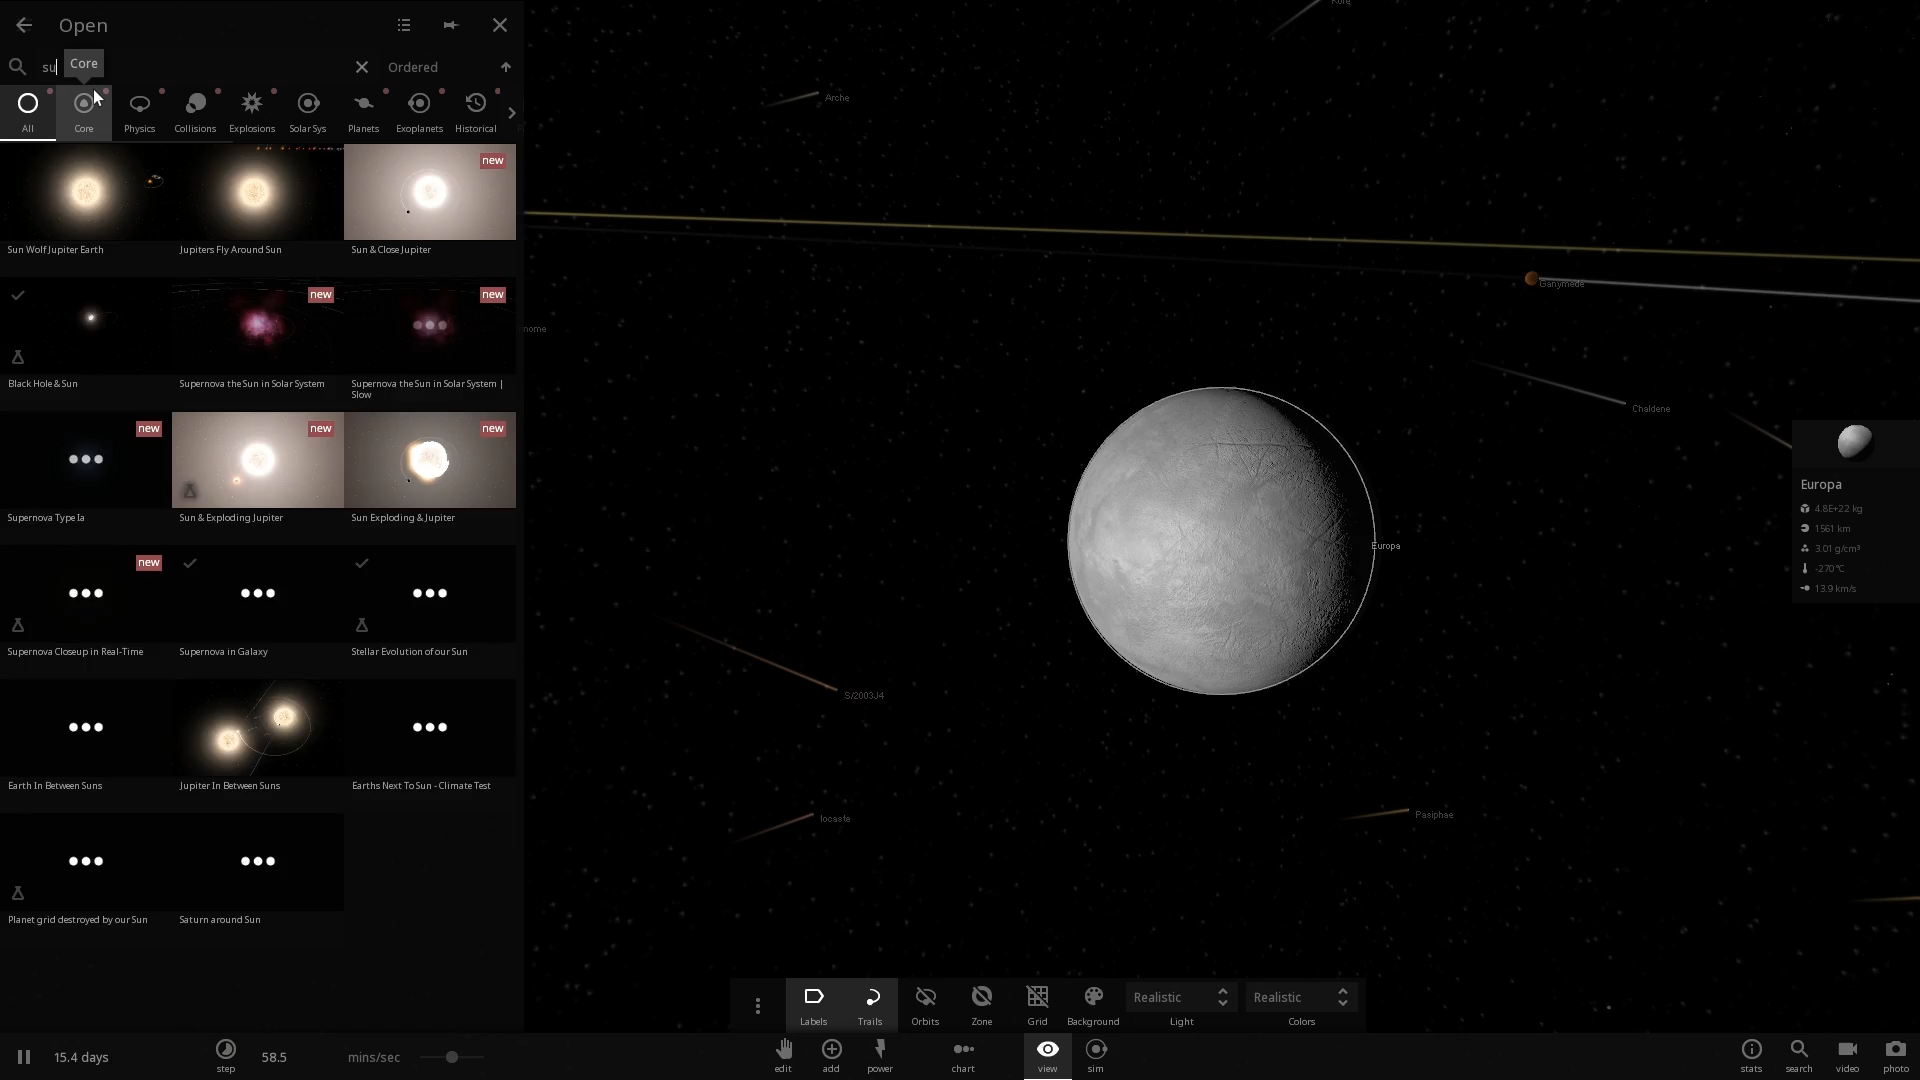 Open
su
Core
Ordered
All
Core
Physics
Collisions
Explosions
Solar Sys
Planets
Exoplanets
Historical
new
Sun Wolf Jupiter Earth
Jupiters Fly Around Sun
Sun & Close Jupiter
new
new
Black Hole & Sun
Supernova the Sun in Solar System
Supernova the Sun in Solar System |
Slow
new
new
new
Supernova Type Ia
Sun & Exploding Jupiter
Sun Exploding & Jupiter
new
Supernova Closeup in Real-Time
Supernova in Galaxy
Stellar Evolution of our Sun
Earth In Between Suns
Jupiter In Between Suns
Earths Next To Sun - Climate Test
Planet grid destroyed by our Sun
Saturn around Sun
Kore
Arche
Ganymede
nome
Chaldene
Europa
S/2003J4
Iocaste
Pasiphae
Europa
4.8E+22 kg
1561 km
3.01 g/cm³
-270°C
13.9 km/s
Labels
Trails
Orbits
Zone
Grid
Background
Realistic
Light
Realistic
Colors
15.4 days
step
58.5
mins/sec
edit
add
power
chart
view
sim
stats
search
video
photo